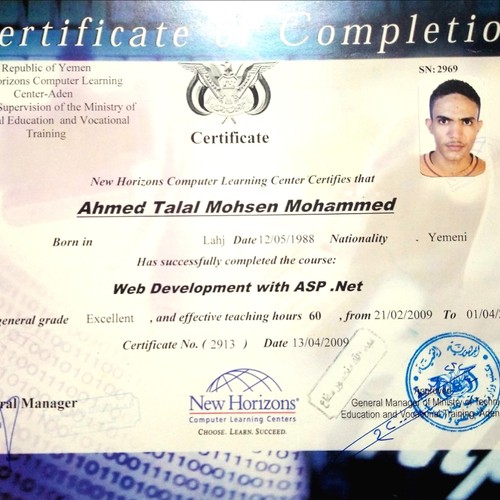 ertificate of Completio
Republic of Yemen
orizons Computer Learning
Center-Aden
Supervision of the Ministry of
al Education and Vocational
Training
SN: 2969
Certificate
New Horizons Computer Learning Center Certifies that
Ahmed Talal Mohsen Mohammed
Born in Lahj Date 12/05/1988 Nationality . Yemeni
Has successfully completed the course:
Web Development with ASP .Net
general grade Excellent , and effective teaching hours 60 , from 21/02/2009 To 01/04/
Certificate No. ( 2913 ) Date 13/04/2009
ral Manager
New Horizons®
Computer Learning Centers
CHOOSE. LEARN. SUCCEED.
General Manager of Ministry of Techn
Education and Vocational Training- Aden